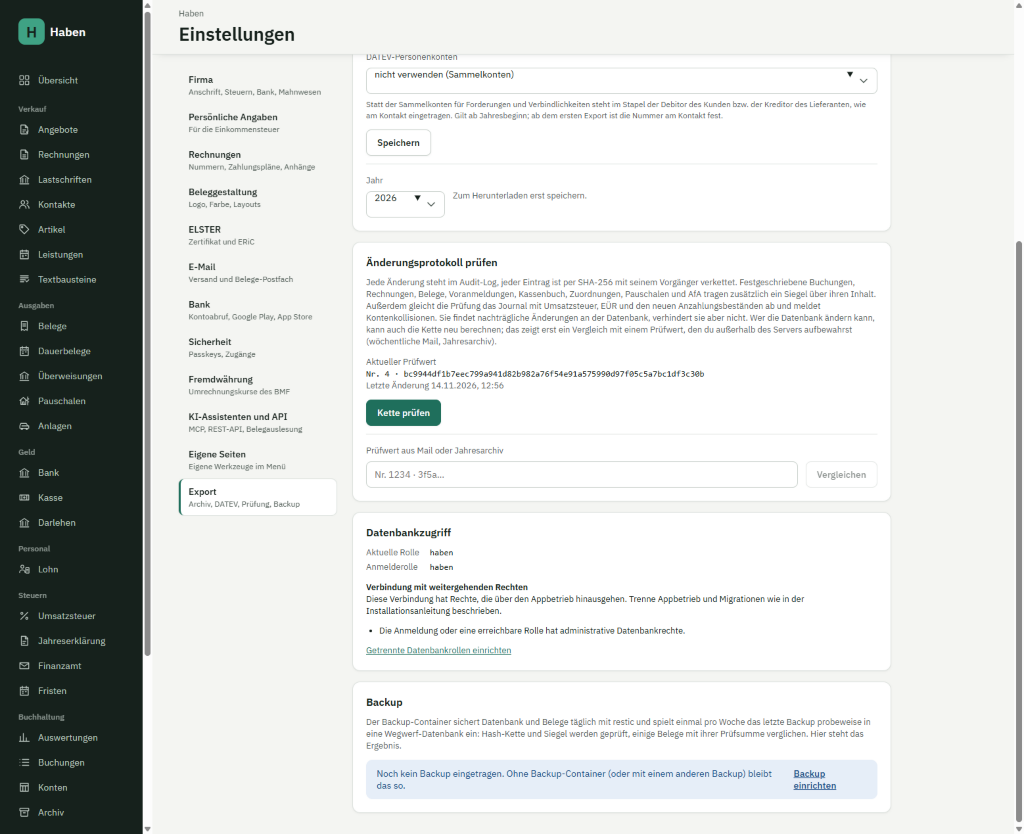 H Haben
Übersicht
Verkauf
Angebote
Rechnungen
Lastschriften
Kontakte
Artikel
Leistungen
Textbausteine
Ausgaben
Belege
Dauerbelege
Überweisungen
Pauschalen
Anlagen
Geld
Bank
Kasse
Darlehen
Personal
Lohn
Steuern
Umsatzsteuer
Jahreserklärung
Finanzamt
Fristen
Buchhaltung
Auswertungen
Buchungen
Konten
Archiv
Haben
Einstellungen
Firma
Anschrift, Steuern, Bank, Mahnwesen
Persönliche Angaben
Für die Einkommensteuer
Rechnungen
Nummern, Zahlungspläne, Anhänge
Beleggestaltung
Logo, Farbe, Layouts
ELSTER
Zertifikat und ERiC
E-Mail
Versand und Belege-Postfach
Bank
Kontoabruf, Google Play, App Store
Sicherheit
Passkeys, Zugänge
Fremdwährung
Umrechnungskurse des BMF
KI-Assistenten und API
MCP, REST-API, Belegauslesung
Eigene Seiten
Eigene Werkzeuge im Menü
Export
Archiv, DATEV, Prüfung, Backup
DATEV-Personenkonten
nicht verwenden (Sammelkonten)
Statt der Sammelkonten für Forderungen und Verbindlichkeiten steht im Stapel der Debitor des Kunden bzw. der Kreditor des Lieferanten, wie
am Kontakt eingetragen. Gilt ab Jahresbeginn; ab dem ersten Export ist die Nummer am Kontakt fest.
Speichern
Jahr
2026
Zum Herunterladen erst speichern.
Änderungsprotokoll prüfen
Jede Änderung steht im Audit-Log, jeder Eintrag ist per SHA-256 mit seinem Vorgänger verkettet. Festgeschriebene Buchungen,
Rechnungen, Belege, Voranmeldungen, Kassenbuch, Zuordnungen, Pauschalen und AfA tragen zusätzlich ein Siegel über ihren Inhalt.
Außerdem gleicht die Prüfung das Journal mit Umsatzsteuer, EÜR und den neuen Anzahlungsbeständen ab und meldet
Kontenkollisionen. Sie findet nachträgliche Änderungen an der Datenbank, verhindert sie aber nicht. Wer die Datenbank ändern kann,
kann auch die Kette neu berechnen; das zeigt erst ein Vergleich mit einem Prüfwert, den du außerhalb des Servers aufbewahrst
(wöchentliche Mail, Jahresarchiv).
Aktueller Prüfwert
Nr. 4 · bc9944df1b7eec799a941d82b982a76f54e91a575990d97f05c5a7bc1df3c30b
Letzte Änderung 14.11.2026, 12:56
Kette prüfen
Prüfwert aus Mail oder Jahresarchiv
Nr. 1234 · 3f5a…
Vergleichen
Datenbankzugriff
Aktuelle Rolle haben
Anmelderolle haben
Verbindung mit weitergehenden Rechten
Diese Verbindung hat Rechte, die über den Appbetrieb hinausgehen. Trenne Appbetrieb und Migrationen wie in der
Installationsanleitung beschrieben.
• Die Anmeldung oder eine erreichbare Rolle hat administrative Datenbankrechte.
Getrennte Datenbankrollen einrichten
Backup
Der Backup-Container sichert Datenbank und Belege täglich mit restic und spielt einmal pro Woche das letzte Backup probeweise in
eine Wegwerf-Datenbank ein: Hash-Kette und Siegel werden geprüft, einige Belege mit ihrer Prüfsumme verglichen. Hier steht das
Ergebnis.
Noch kein Backup eingetragen. Ohne Backup-Container (oder mit einem anderen Backup) bleibt
das so.
Backup
einrichten